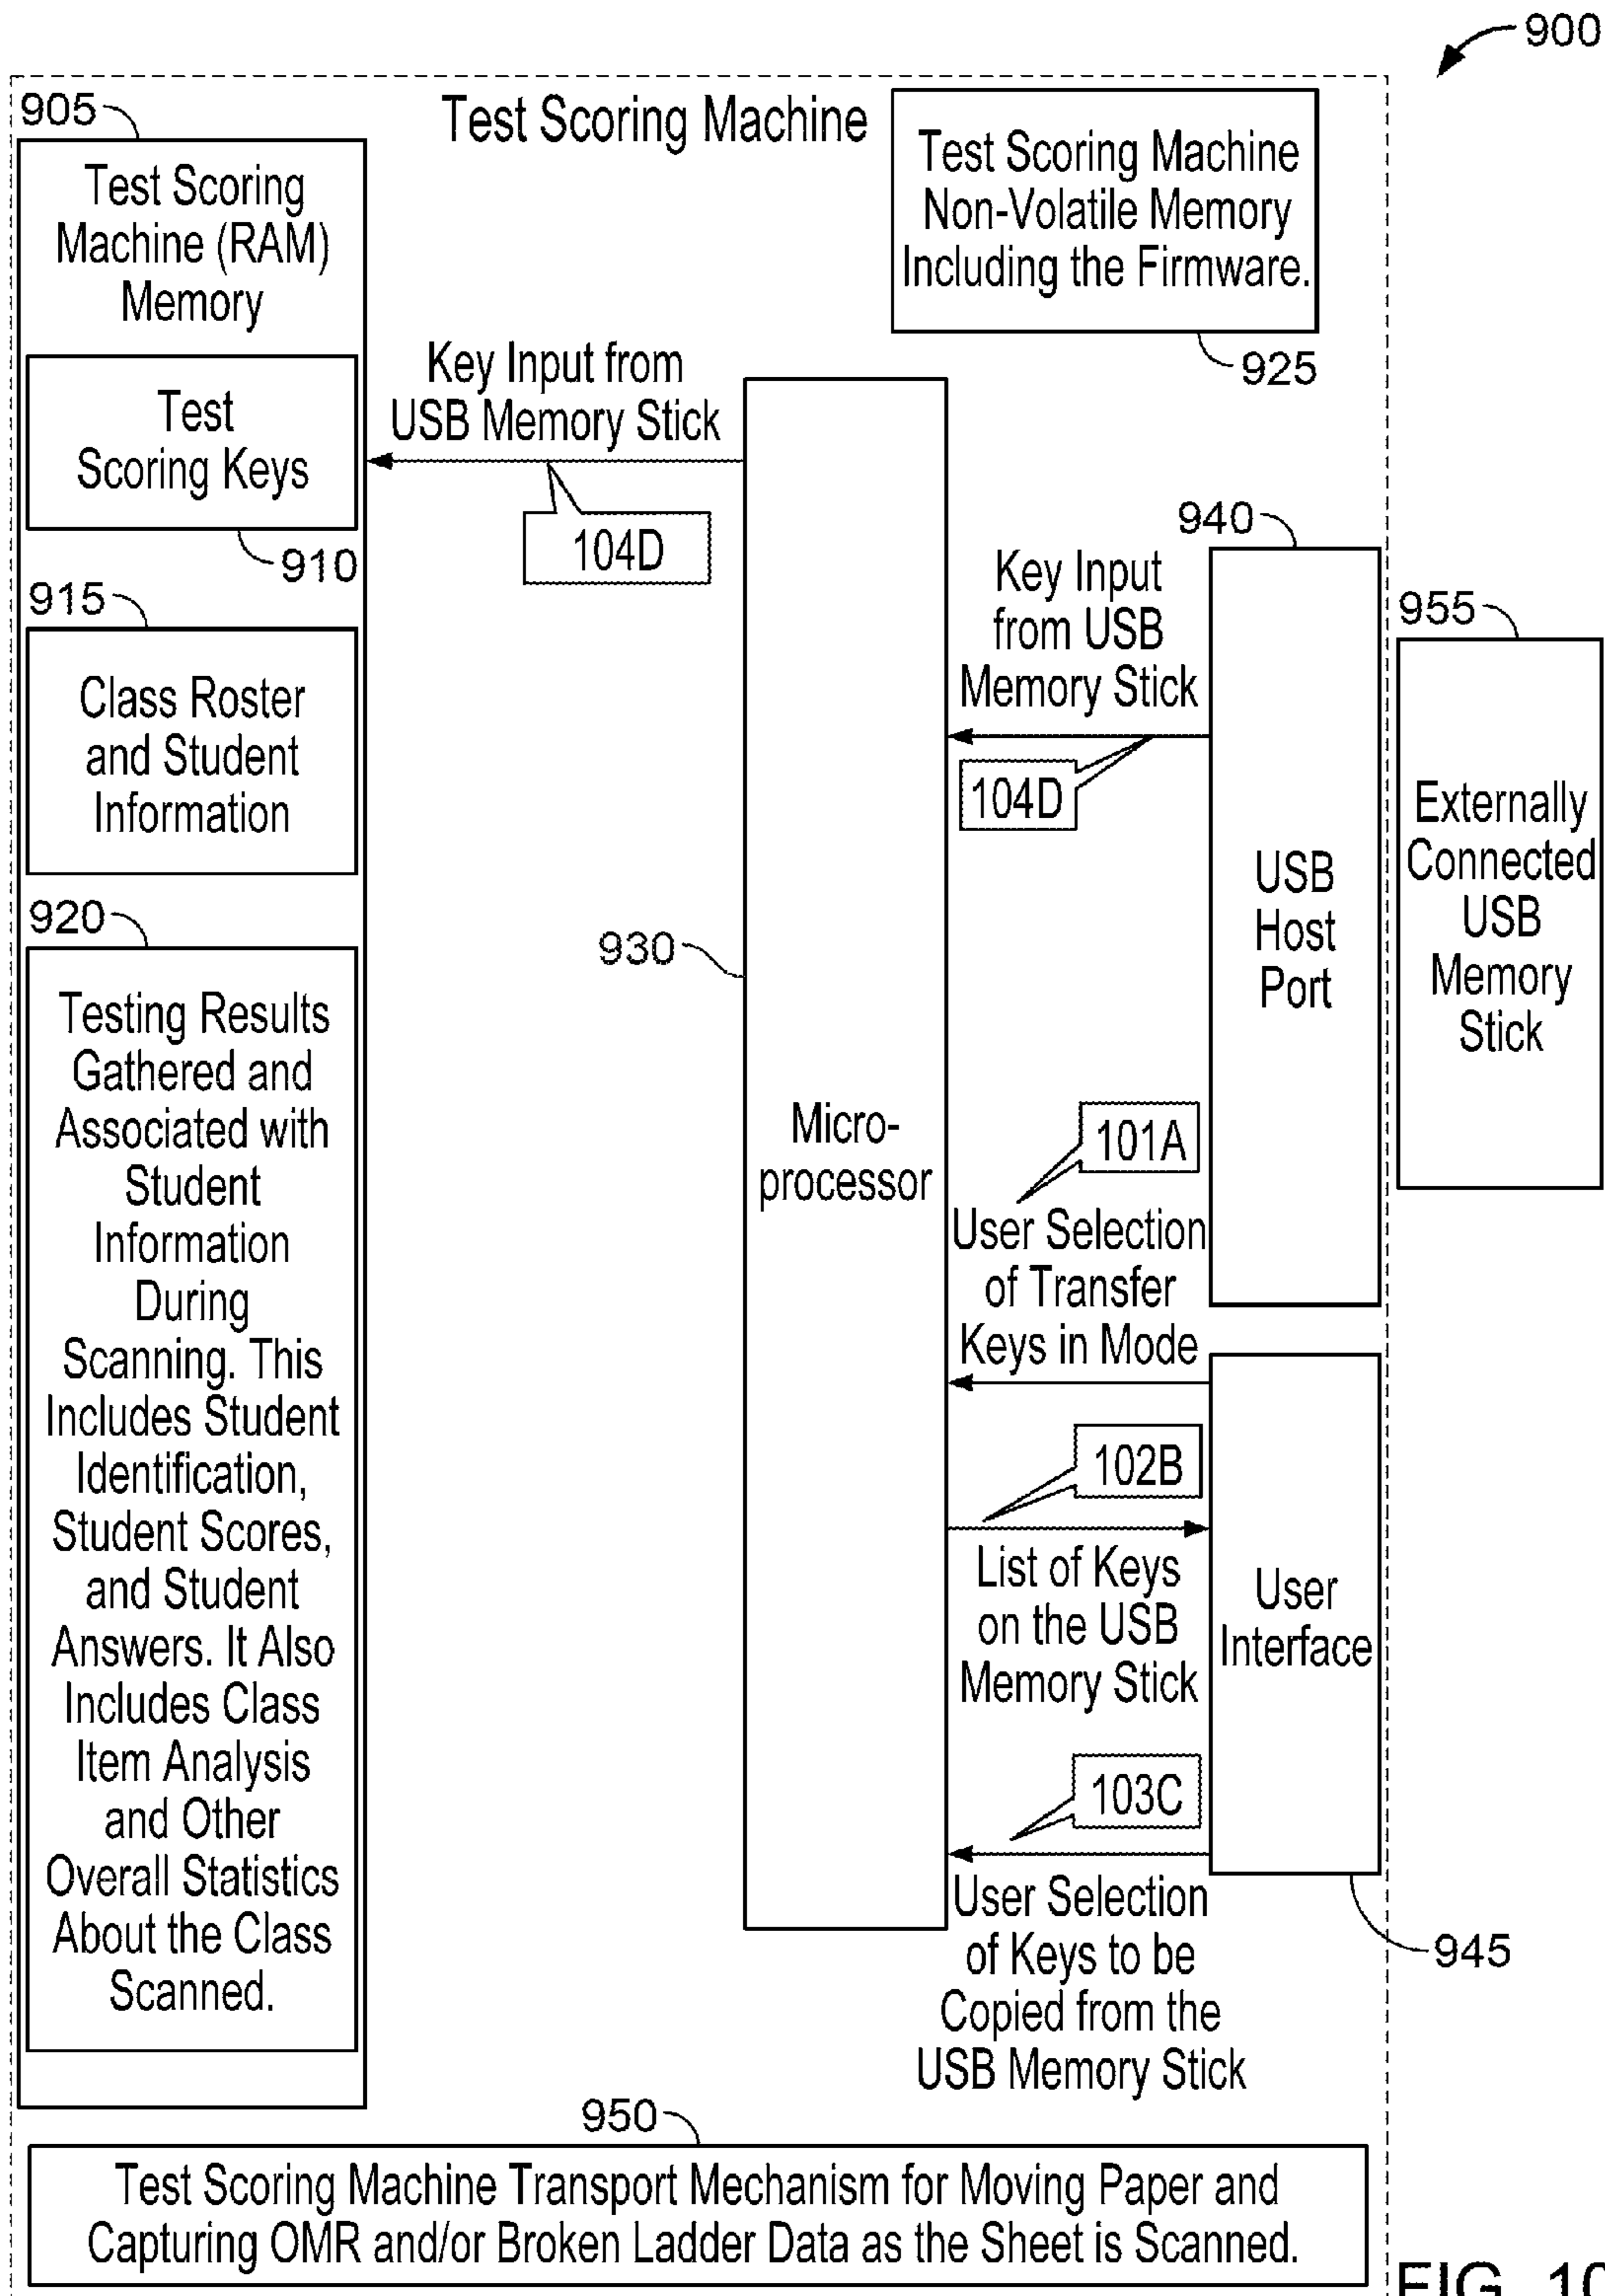 900
905
Test Scoring Machine
Test Scoring
Machine (RAM)
Memory
Test Scoring Machine
Non-Volatile Memory
Including the Firmware.
925
Test
Scoring Keys
910
Key Input from
USB Memory Stick
104D
940
Key Input
from USB
Memory Stick
104D
915
Class Roster
and Student
Information
955
Externally
Connected
USB
Memory
Stick
USB
Host
Port
920
Testing Results
Gathered and
Associated with
Student
Information
During
Scanning. This
Includes Student
Identification,
Student Scores,
and Student
Answers. It Also
Includes Class
Item Analysis
and Other
Overall Statistics
About the Class
Scanned.
930
Micro-
processor
101A
User Selection
of Transfer
Keys in Mode
102B
List of Keys
on the USB
Memory Stick
User
Interface
103C
User Selection
of Keys to be
Copied from the
USB Memory Stick
945
950
Test Scoring Machine Transport Mechanism for Moving Paper and
Capturing OMR and/or Broken Ladder Data as the Sheet is Scanned.
FIG. 10